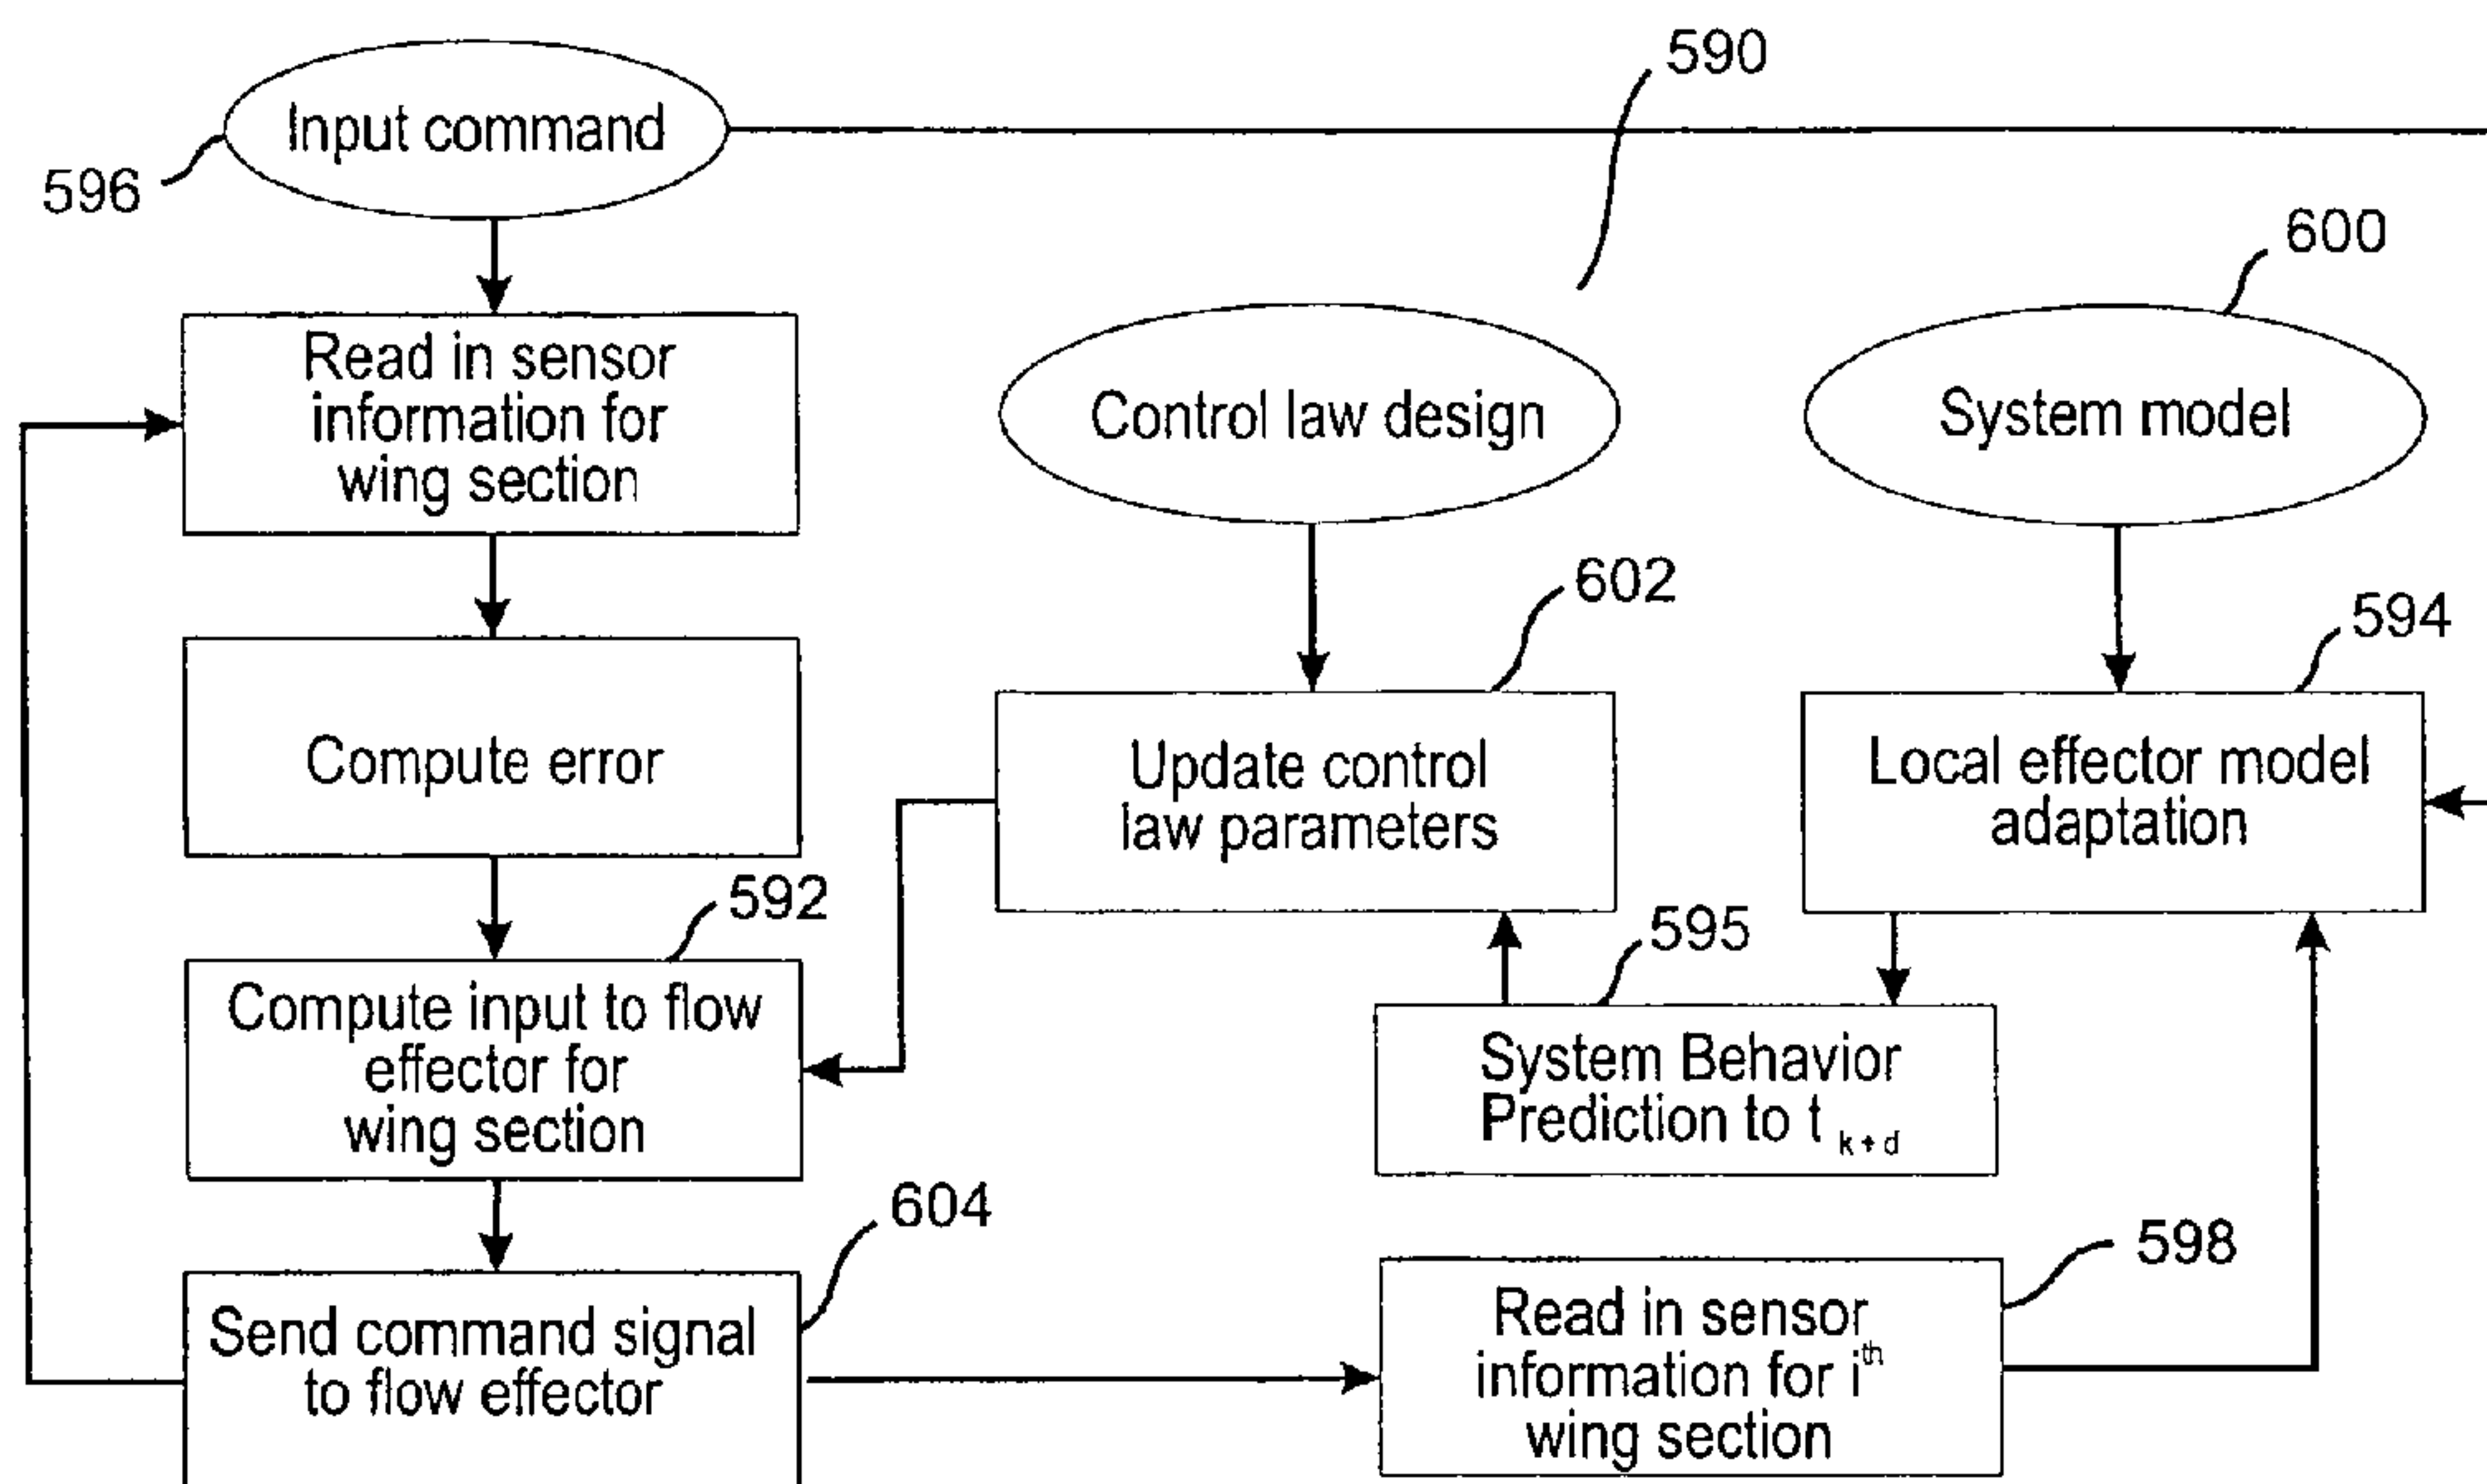 590
Input command
596
600
Read in sensor
information for
wing section
Control law design
System model
602
594
Compute error
Update control
law parameters
Local effector model
adaptation
592
595
Compute input to flow
effector for
wing section
System Behavior
Prediction to t k+d
604
598
Send command signal
to flow effector
Read in sensor
information for ith
wing section